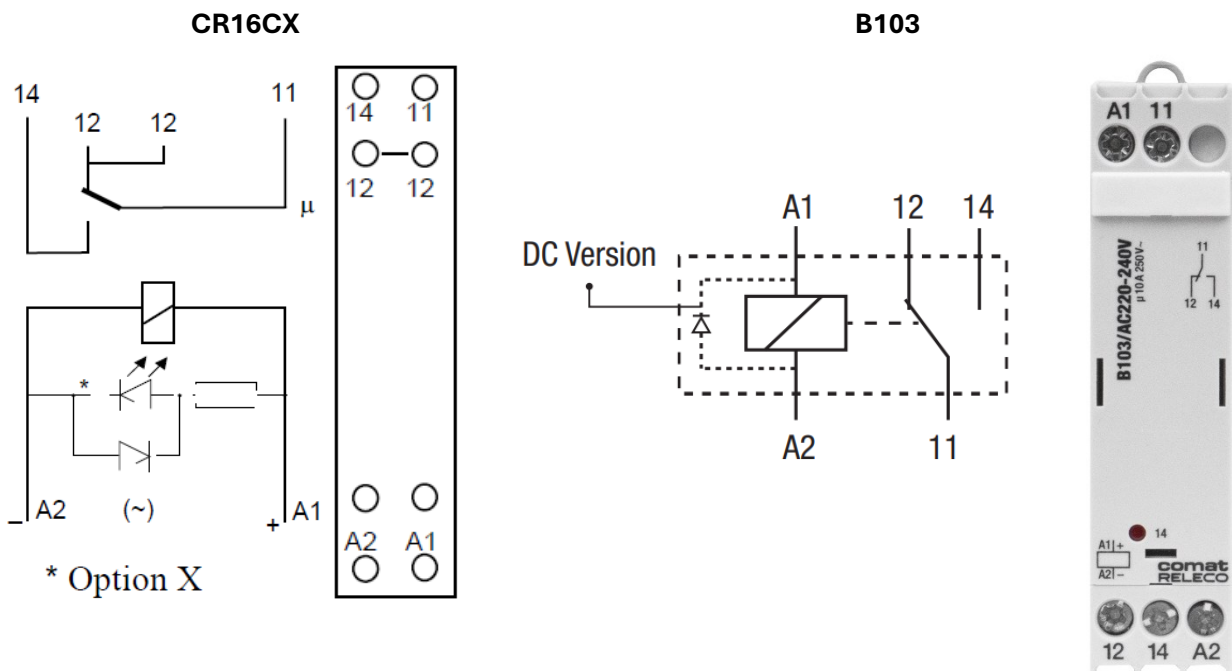 CR16CX
B103
14
11
12
12
μ
*
A2
(~)
A1
–
+
* Option X
14 11
12 12
A2 A1
A1 12 14
DC Version
A2 11
A1 11
B103/AC220-240V
μ 10 A 250V~
11
12 14
14
A1 +
A2 –
comat
RELECO
12 14 A2